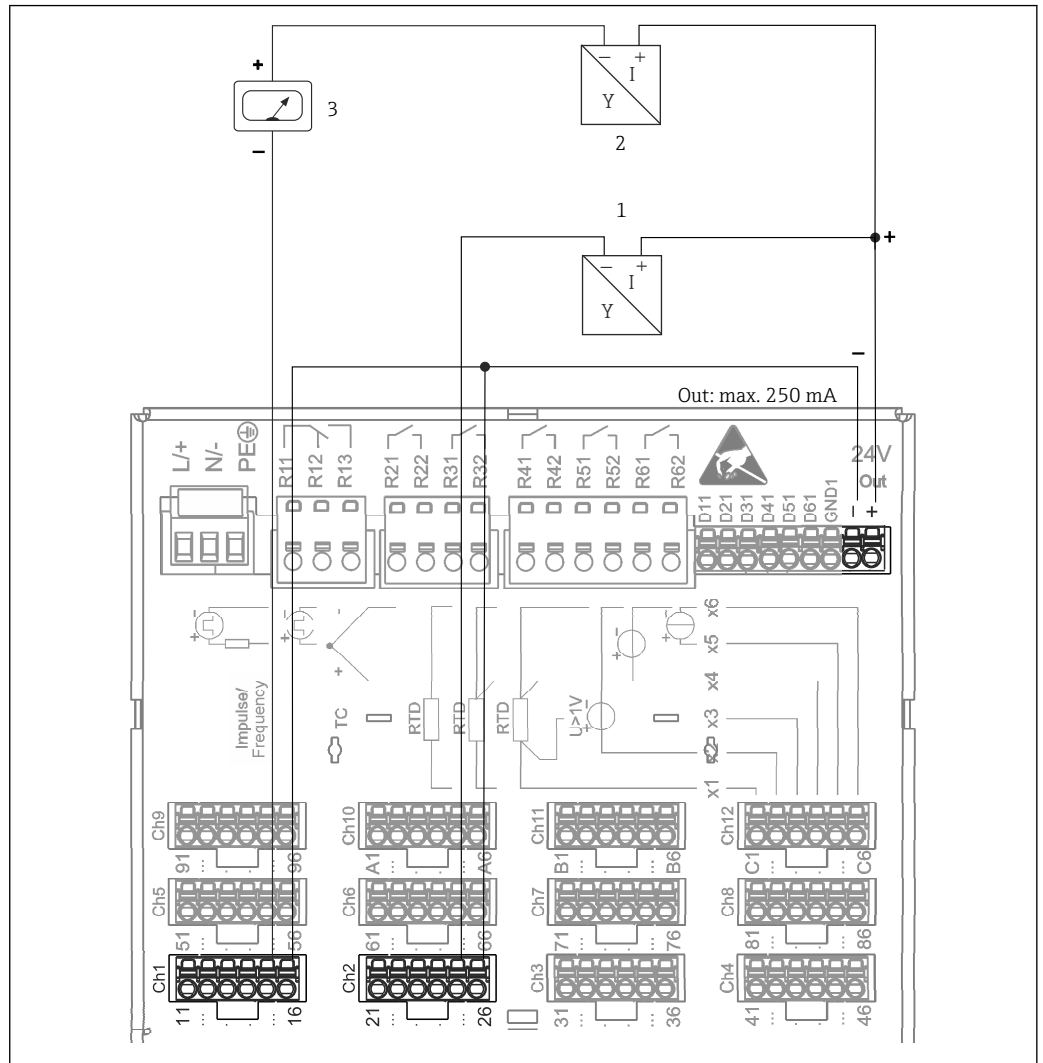 − +
I
Y
2
+
3
−
1
− +
I
Y
+
−
Out: max. 250 mA
L/+ N/- PE R11 R12 R13 R21 R22 R31 R32 R41 R42 R51 R52 R61 R62
24V
Out
D11 D21 D31 D41 D51 D61 GND1 − +
Impulse/
Frequency
+ - + - - +
TC
RTD RTD RTD
U>1V
+ - + - + -
x6
x5
x4
x3
x2
x1
Ch9 91 ... . ... 96
Ch10 A1 ... . ... A6
Ch11 B1 ... . ... B6
Ch12 C1 ... . ... C6
Ch5 51 ... . ... 56
Ch6 61 ... . ... 66
Ch7 71 ... . ... 76
Ch8 81 ... . ... 86
Ch1 11 ... . ... 16
Ch2 21 ... . ... 26
Ch3 31 ... . ... 36
Ch4 41 ... . ... 46